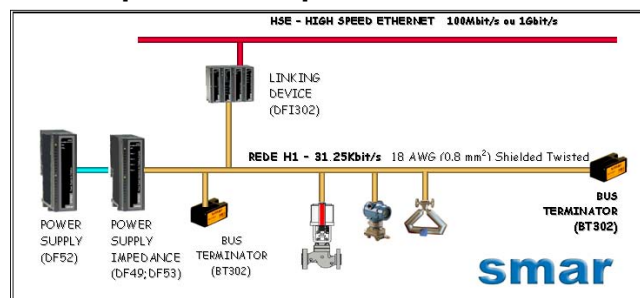 HSE - HIGH SPEED ETHERNET 100Mbit/s ou 1Gbit/s
LINKING
DEVICE
(DFI302)
REDE H1 - 31.25Kbit/s 18 AWG (0.8 mm²) Shielded Twisted
POWER
SUPPLY
(DF52)
POWER
SUPPLY
IMPEDANCE
(DF49;DF53)
BUS
TERMINATOR
(BT302)
BUS
TERMINATOR
(BT302)
smar